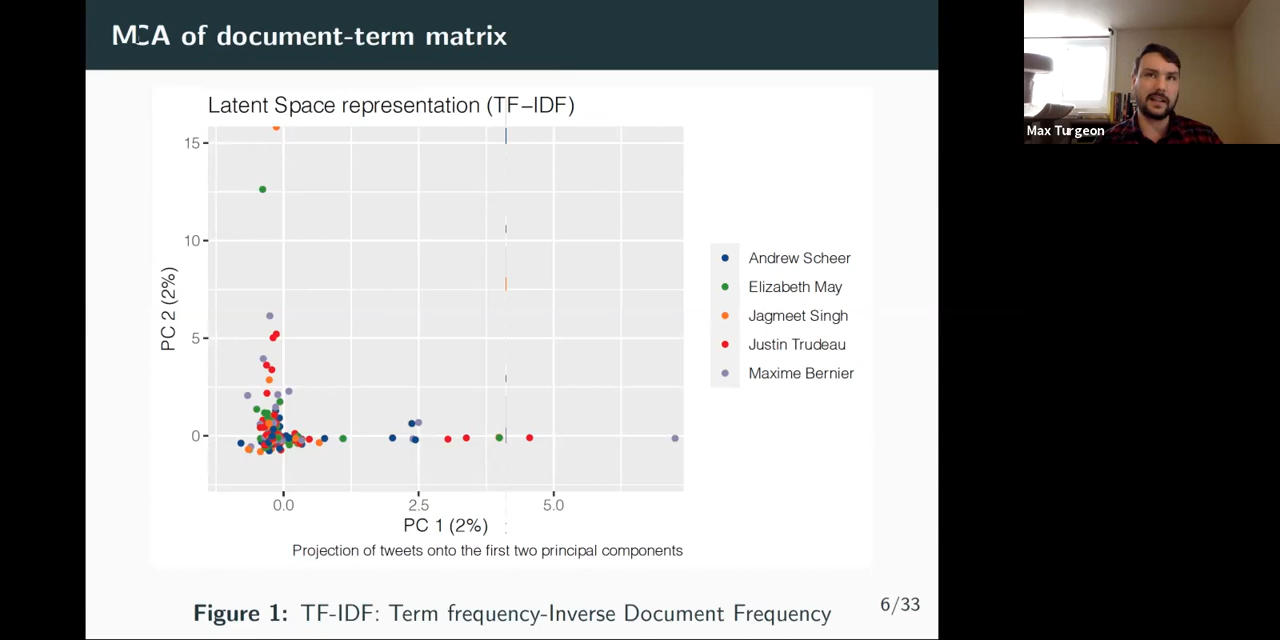 MCA of document-term matrix
Latent Space representation (TF−IDF)
15
10
5
0
PC 2 (2%)
0.0 2.5 5.0
PC 1 (2%)
Projection of tweets onto the first two principal components
Andrew Scheer
Elizabeth May
Jagmeet Singh
Justin Trudeau
Maxime Bernier
Figure 1: TF-IDF: Term frequency-Inverse Document Frequency
6/33
Max Turgeon